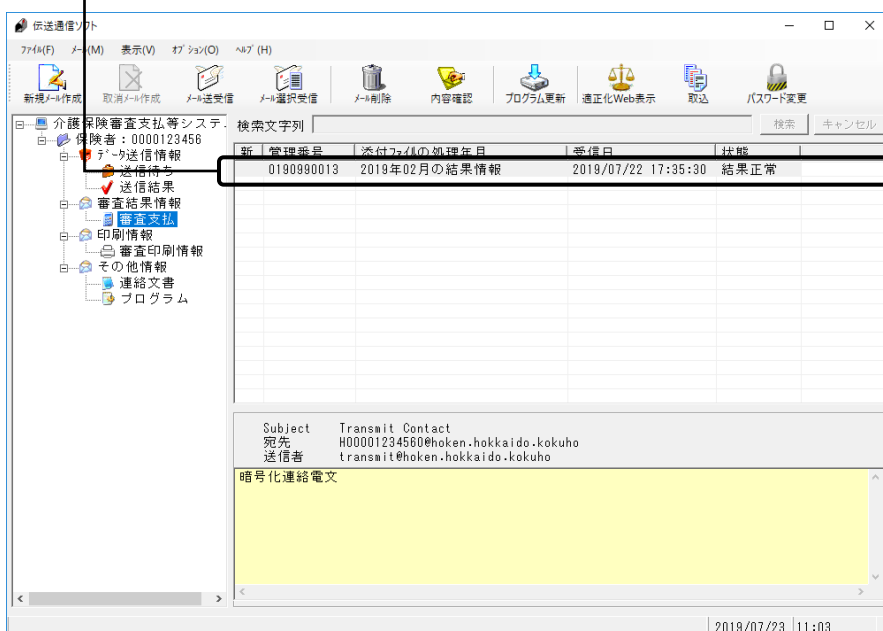 伝送通信ソフト
ﾌｧｲﾙ(F) ﾒｰﾙ(M) 表示(V) ｵﾌﾟｼｮﾝ(O) ﾍﾙﾌﾟ(H)
新規ﾒｰﾙ作成 取消ﾒｰﾙ作成 ﾒｰﾙ送受信 ﾒｰﾙ選択受信 ﾒｰﾙ削除 内容確認 プログラム更新 適正化Web表示 取込 パスワード変更
介護保険審査支払等システ.
保険者：0000123456
ﾃﾞｰﾀ送信情報
送信待ち
送信結果
審査結果情報
審査支払
印刷情報
審査印刷情報
その他情報
連絡文書
プログラム
検索文字列 検索 キャンセル
新 管理番号 添付ﾌｧｲﾙの処理年月 受信日 状態
0190990013 2019年02月の結果情報 2019/07/22 17:35:30 結果正常
Subject Transmit Contact
宛先 H00001234560@hoken.hokkaido.kokuho
送信者 transmit@hoken.hokkaido.kokuho
暗号化連絡電文
2019/07/23 11:03